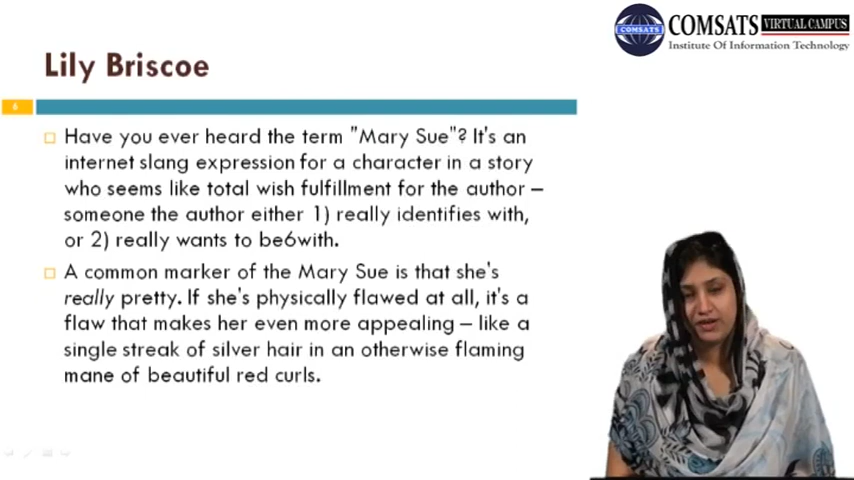 COMSATS
COMSATS VIRTUAL CAMPUS
Institute Of Information Technology
Lily Briscoe
6
Have you ever heard the term "Mary Sue"? It's an
internet slang expression for a character in a story
who seems like total wish fulfillment for the author –
someone the author either 1) really identifies with,
or 2) really wants to be6with.
A common marker of the Mary Sue is that she's
really pretty. If she's physically flawed at all, it's a
flaw that makes her even more appealing – like a
single streak of silver hair in an otherwise flaming
mane of beautiful red curls.